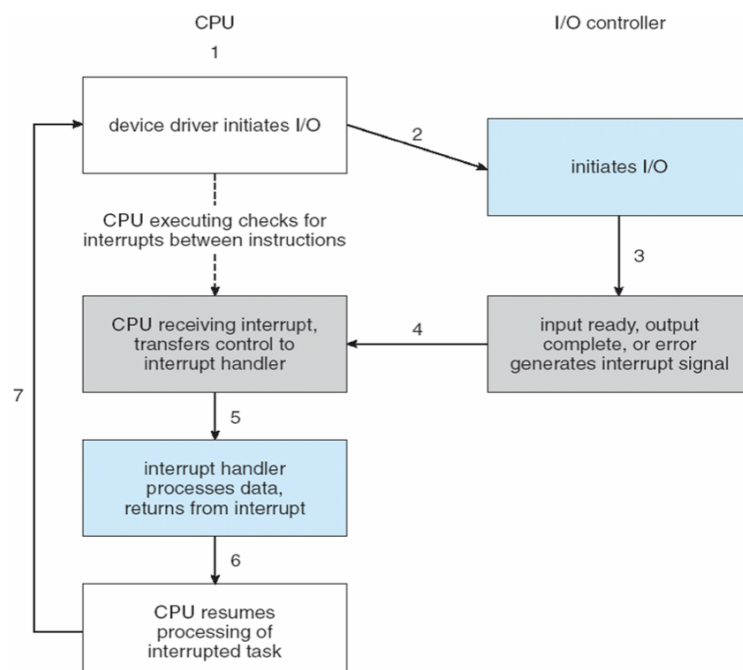 CPU
I/O controller
1
device driver initiates I/O
2
initiates I/O
CPU executing checks for
interrupts between instructions
3
CPU receiving interrupt,
transfers control to
interrupt handler
4
input ready, output
complete, or error
generates interrupt signal
7
5
interrupt handler
processes data,
returns from interrupt
6
CPU resumes
processing of
interrupted task